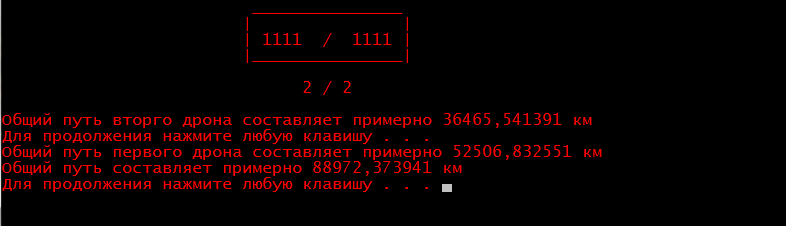 1111 / 1111
2 / 2
Общий путь вторго дрона составляет примерно 36465,541391 км
Для продолжения нажмите любую клавишу . . .
Общий путь первого дрона составляет примерно 52506,832551 км
Общий путь составляет примерно 88972,373941 км
Для продолжения нажмите любую клавишу . . .